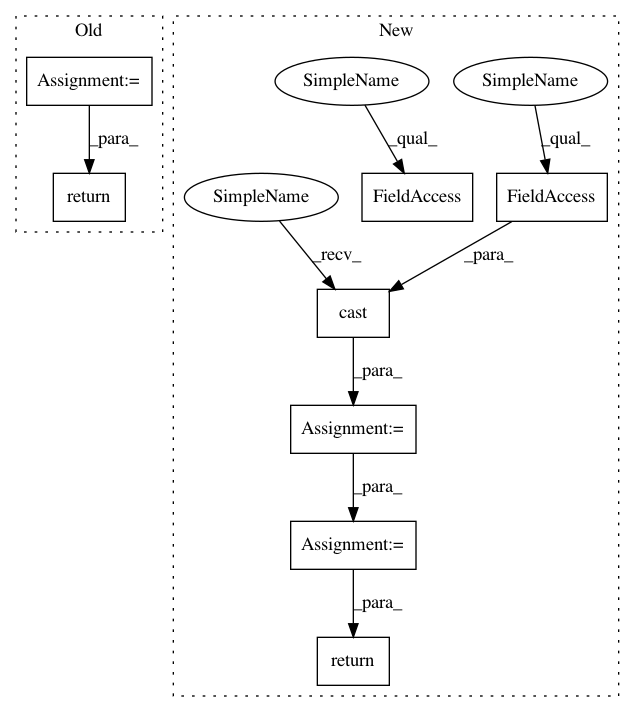 Old
New
Assignment:=
SimpleName
SimpleName
_para_
_qual_
_qual_
return
SimpleName
FieldAccess
FieldAccess
_recv_
_para_
cast
_para_
Assignment:=
_para_
Assignment:=
_para_
return